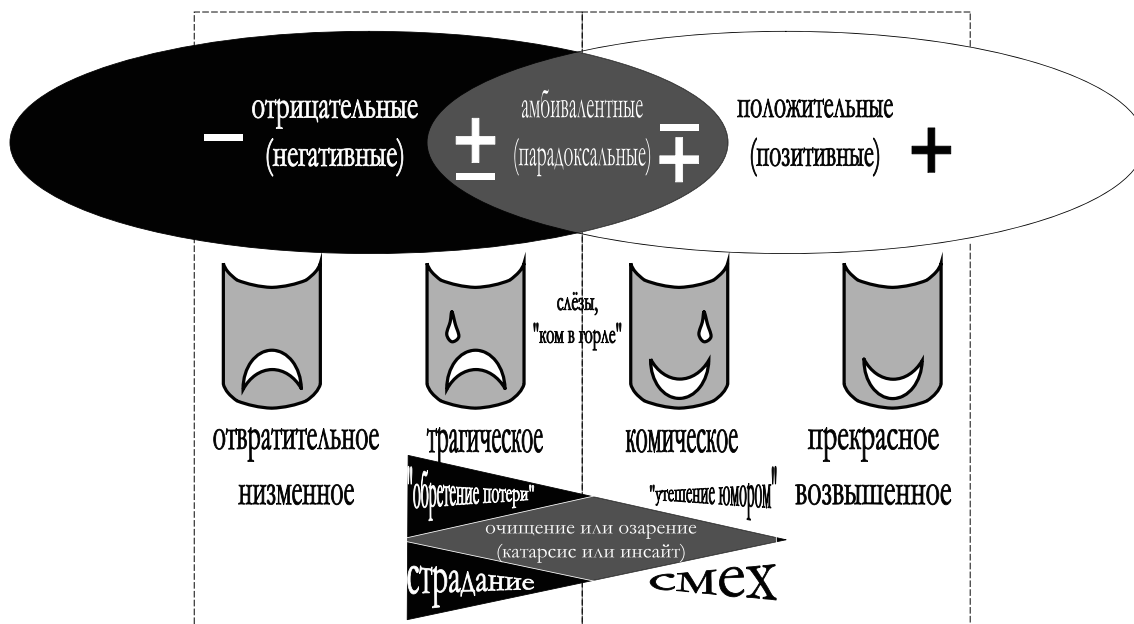 отрицательные
(негативные)
амбивалентные
(парадоксальные)
положительные
(позитивные)
− + − − + +
слёзы,
"ком в горле"
отвратительное
трагическое
комическое
прекрасное
низменное
"обретение потери"
"утешение юмором"
возвышенное
очищение или озарение
(катарсис или инсайт)
страдание
смех